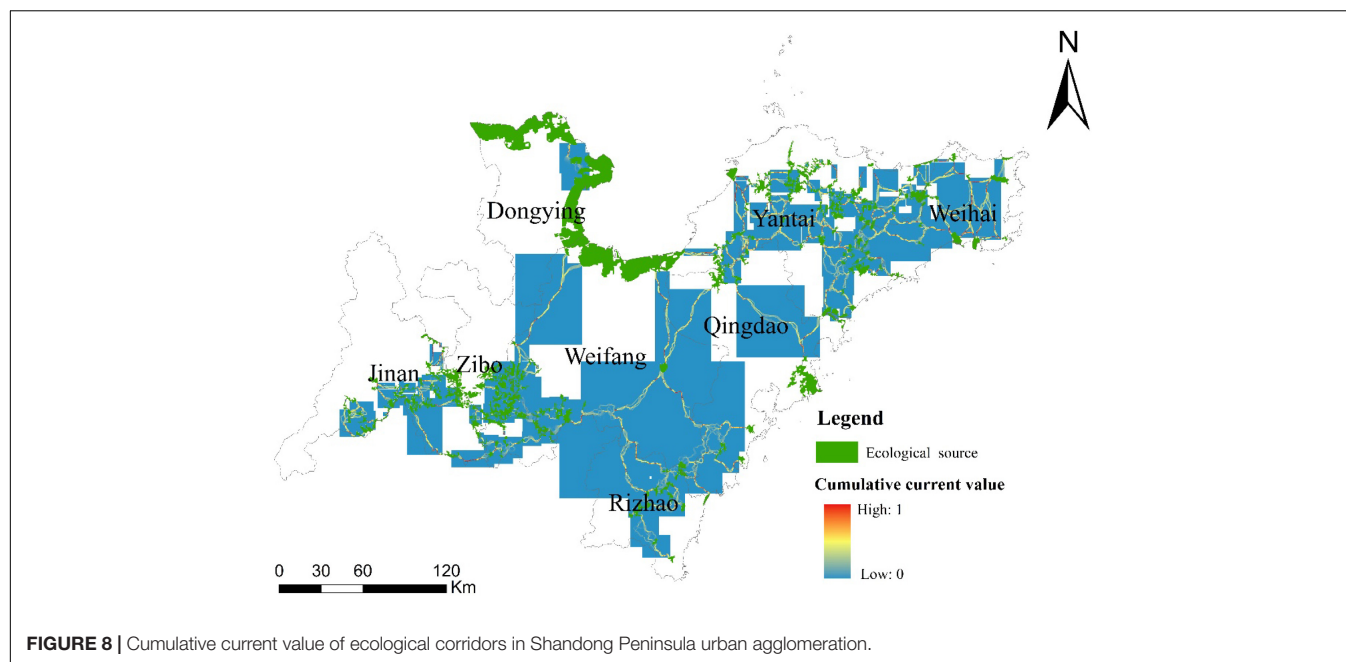 N
Dongying
Yantai
Weihai
Qingdao
Weifang
Zibo
Jinan
Rizhao
Legend
Ecological source
Cumulative current value
High: 1
Low: 0
0 30 60 120
Km
FIGURE 8 | Cumulative current value of ecological corridors in Shandong Peninsula urban agglomeration.